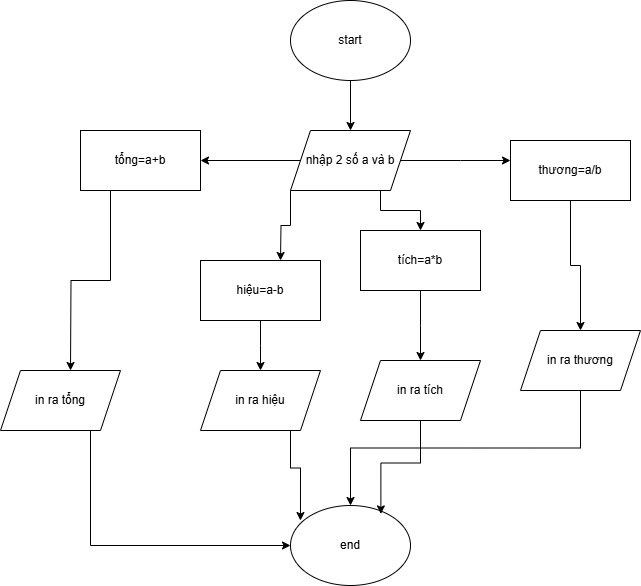 start
nhập 2 số a và b
tổng=a+b
thương=a/b
hiệu=a-b
tích=a*b
in ra tổng
in ra hiệu
in ra tích
in ra thương
end